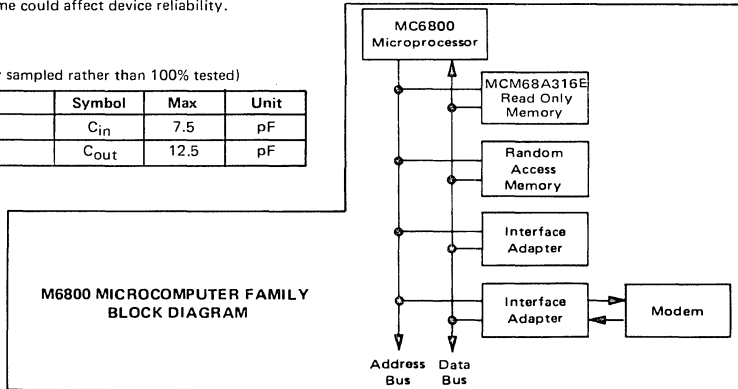 me could affect device reliability.
sampled rather than 100% tested)
Symbol Max Unit
Cin 7.5 pF
Cout 12.5 pF
M6800 MICROCOMPUTER FAMILY
BLOCK DIAGRAM
MC6800
Microprocessor
MCM68A316E
Read Only
Memory
Random
Access
Memory
Interface
Adapter
Interface
Adapter
Modem
Address Data
Bus Bus